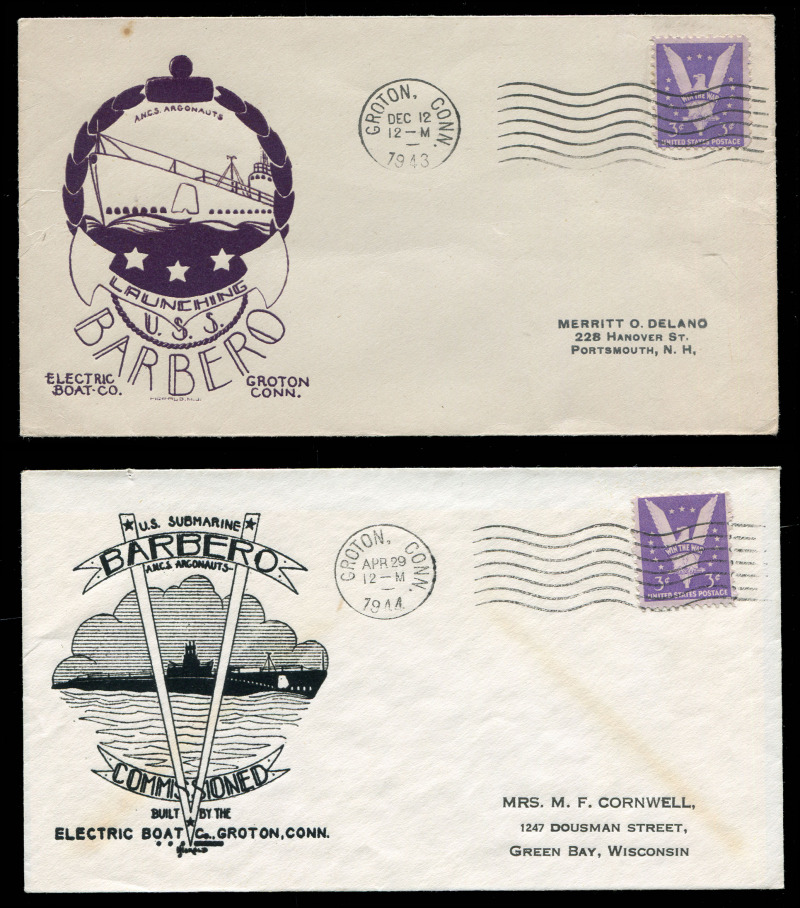 A.N.C.S. ARGONAUTS
LAUNCHING
U. S. S.
BARBERO
ELECTRIC
BOAT-CO.
GROTON
CONN.
GROTON, CONN.
DEC 12
12-M
1943
WIN THE WAR
3¢ 3¢
UNITED STATES POSTAGE
MERRITT O. DELANO
228 HANOVER ST.
PORTSMOUTH, N. H,
U.S. SUBMARINE
BARBERO
A.N.C.S. ARGONAUTS
COMMISSIONED
BUILT BY THE
ELECTRIC BOAT Co., GROTON, CONN.
GROTON, CONN.
APR 29
12-M
1944
WIN THE WAR
3¢ 3¢
UNITED STATES POSTAGE
MRS. M. F. CORNWELL,
1247 DOUSMAN STREET,
GREEN BAY, WISCONSIN